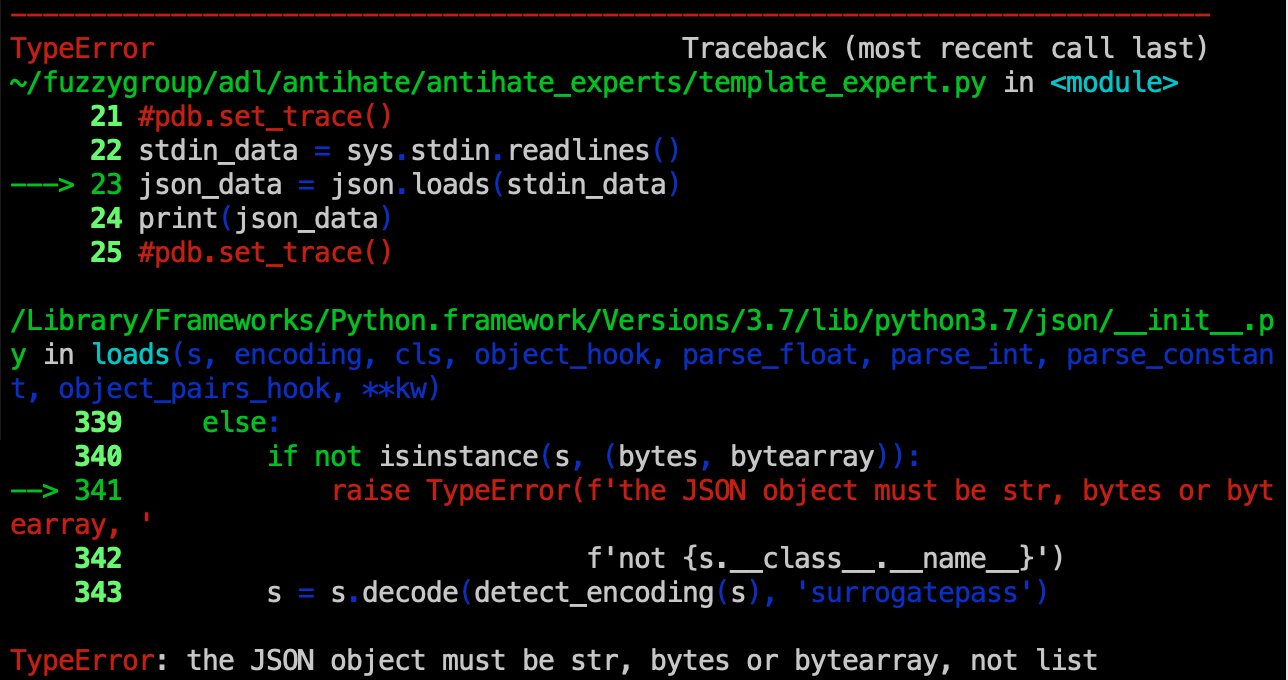 ---------------------------------------------------------------------------
TypeError                                 Traceback (most recent call last)
~/fuzzygroup/adl/antihate/antihate_experts/template_expert.py in <module>
     21 #pdb.set_trace()
     22 stdin_data = sys.stdin.readlines()
---> 23 json_data = json.loads(stdin_data)
     24 print(json_data)
     25 #pdb.set_trace()

/Library/Frameworks/Python.framework/Versions/3.7/lib/python3.7/json/__init__.p
y in loads(s, encoding, cls, object_hook, parse_float, parse_int, parse_constan
t, object_pairs_hook, **kw)
    339     else:
    340         if not isinstance(s, (bytes, bytearray)):
--> 341             raise TypeError(f'the JSON object must be str, bytes or byt
earray, '
    342                             f'not {s.__class__.__name__}')
    343         s = s.decode(detect_encoding(s), 'surrogatepass')

TypeError: the JSON object must be str, bytes or bytearray, not list